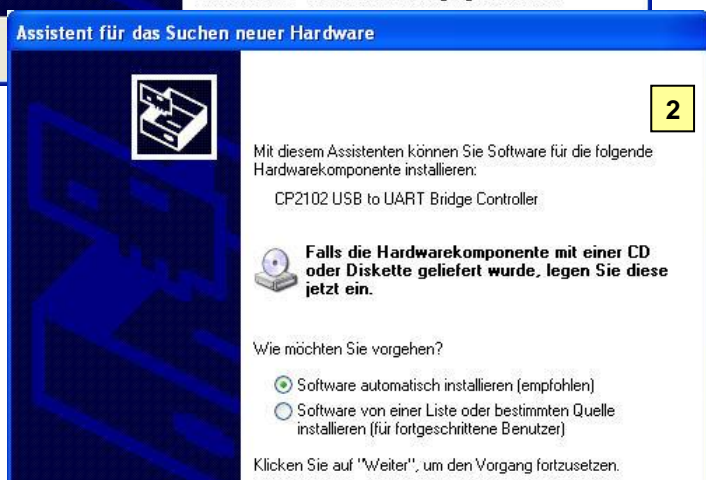 Assistent für das Suchen neuer Hardware
2
Mit diesem Assistenten können Sie Software für die folgende
Hardwarekomponente installieren:
CP2102 USB to UART Bridge Controller
Falls die Hardwarekomponente mit einer CD
oder Diskette geliefert wurde, legen Sie diese
jetzt ein.
Wie möchten Sie vorgehen?
Software automatisch installieren (empfohlen)
Software von einer Liste oder bestimmten Quelle
installieren (für fortgeschrittene Benutzer)
Klicken Sie auf "Weiter", um den Vorgang fortzusetzen.